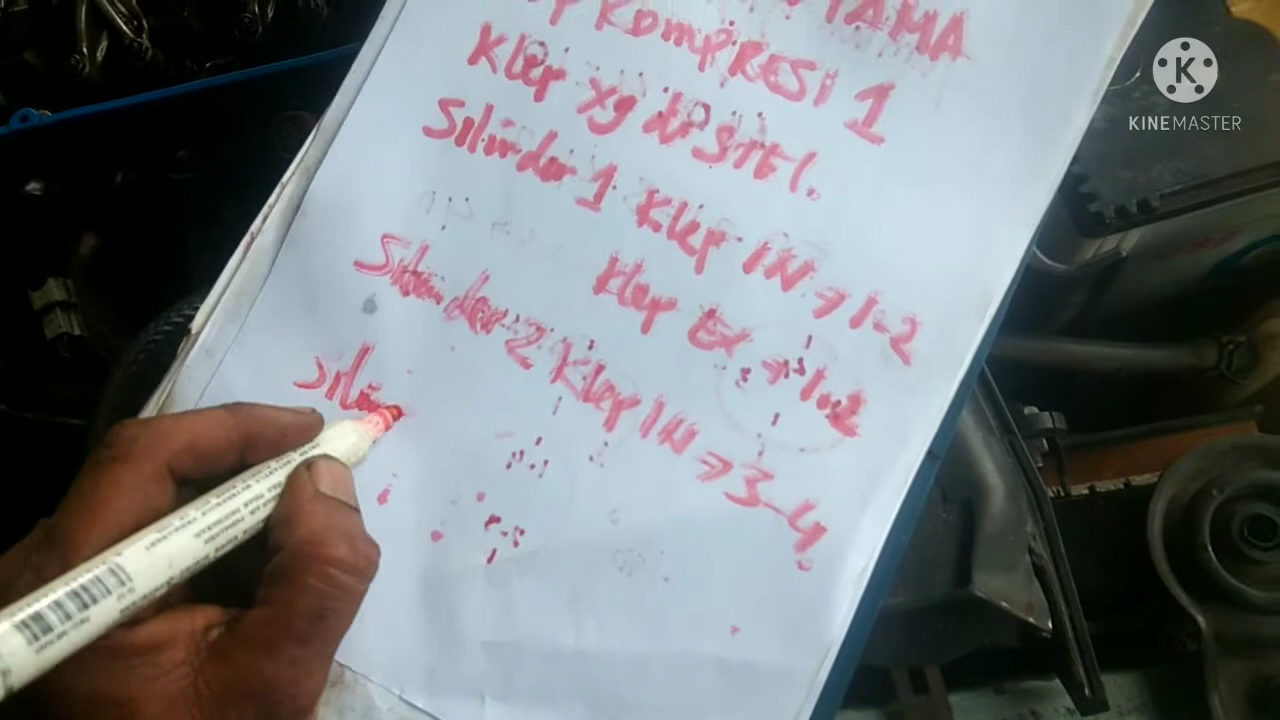 TAMA
KOMPRESI 1
Klep yg di STEL.
Silinder 1 Klep IN → 1-2
Klep EX → 1-2
Silinder 2 Klep IN → 3-4
Silin
KINEMASTER